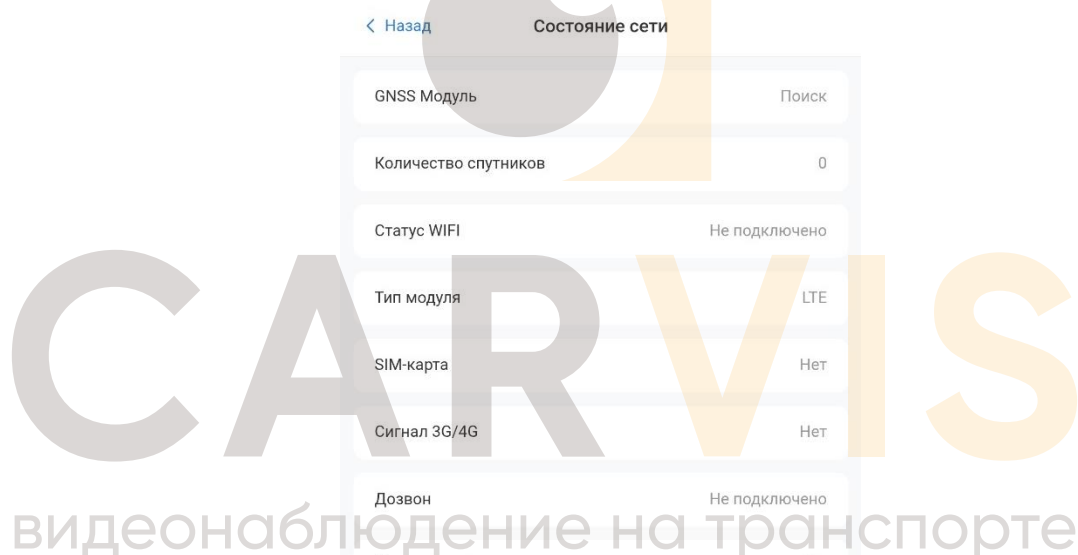 Назад Состояние сети
GNSS Модуль Поиск
Количество спутников 0
Статус WIFI Не подключено
Тип модуля LTE
SIM-карта Нет
Сигнал 3G/4G Нет
Дозвон Не подключено
CARVIS
видеонаблюдение на транспорте